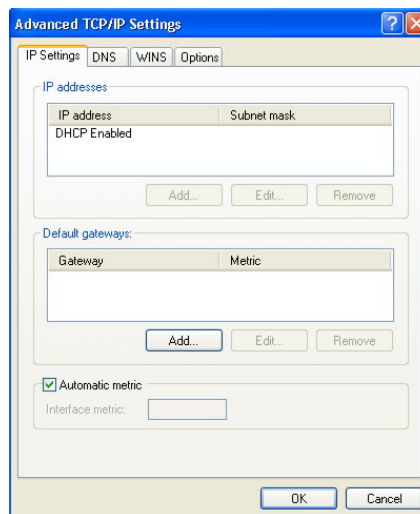 Advanced TCP/IP Settings
IP Settings DNS WINS Options
IP addresses
IP address Subnet mask
DHCP Enabled
Add... Edit... Remove
Default gateways:
Gateway Metric
Add... Edit... Remove
Automatic metric
Interface metric:
OK Cancel